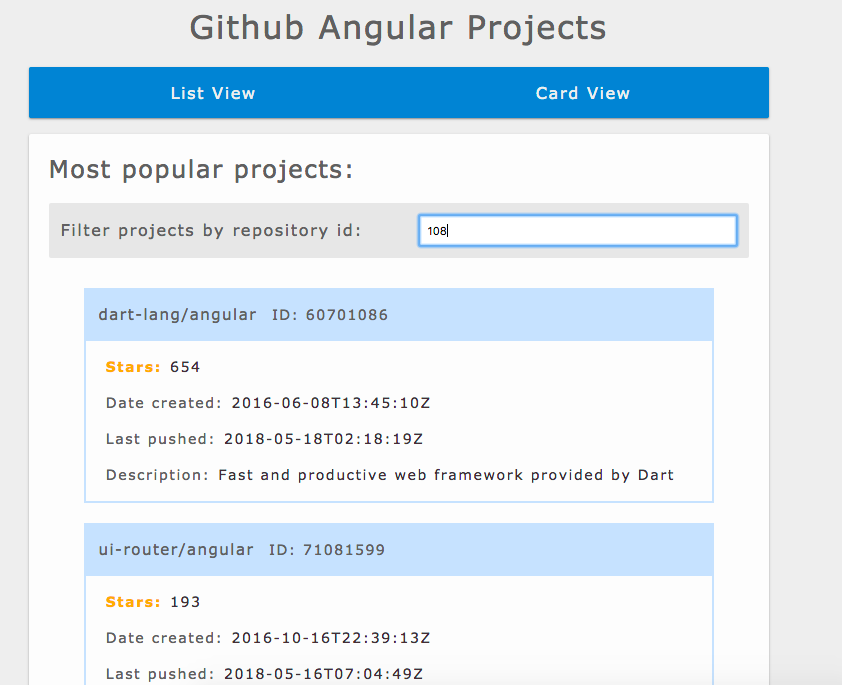 Github Angular Projects
List View Card View
Most popular projects:
Filter projects by repository id: 108
dart-lang/angular ID: 60701086
Stars: 654
Date created: 2016-06-08T13:45:10Z
Last pushed: 2018-05-18T02:18:19Z
Description: Fast and productive web framework provided by Dart
ui-router/angular ID: 71081599
Stars: 193
Date created: 2016-10-16T22:39:13Z
Last pushed: 2018-05-16T07:04:49Z